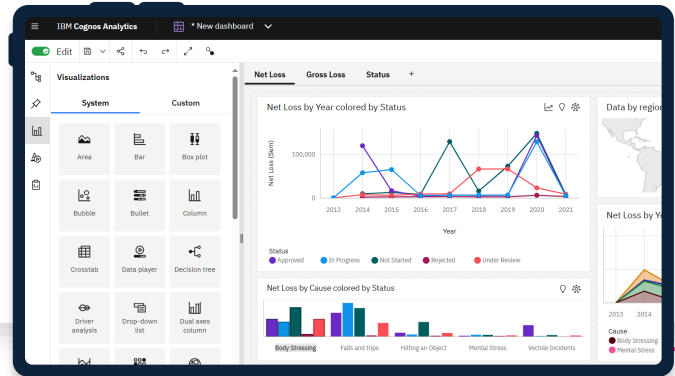 IBM Cognos Analytics
* New dashboard
Edit
Visualizations
System Custom
Area Bar Box plot
Bubble Bullet Column
Crosstab Data player Decision tree
Driver analysis
Drop-down list
Dual axes column
Net Loss Gross Loss Status +
Net Loss by Year colored by Status
Net Loss (Sum)
100,000
0
2013 2014 2015 2016 2017 2018 2019 2020 2021
Year
Status
Approved In Progress Not Started Rejected Under Review
Net Loss by Cause colored by Status
Body Stressing Falls and trips Hitting an Object Mental Stress Vechile Incidents
Data by region
Net Loss by Ye
2013 2014
Cause
Body Stressing
Mental Stress